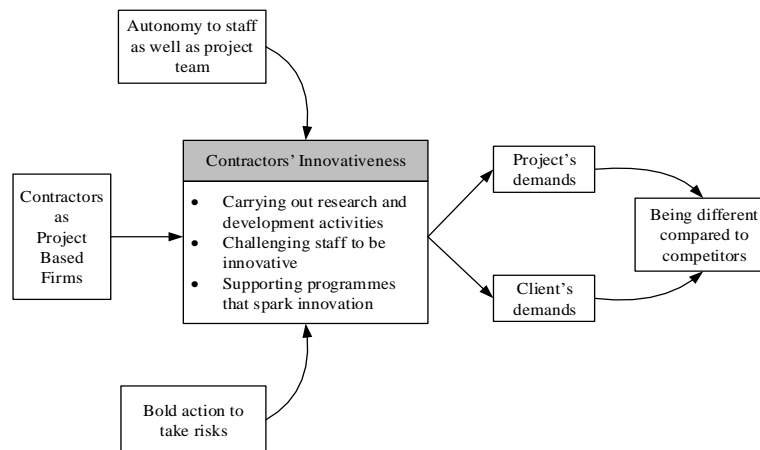 Autonomy to staff
as well as project
team
Contractors' Innovativeness
• Carrying out research and
development activities
• Challenging staff to be
innovative
• Supporting programmes
that spark innovation
Contractors
as
Project
Based
Firms
Project's
demands
Being different
compared to
competitors
Client's
demands
Bold action to
take risks